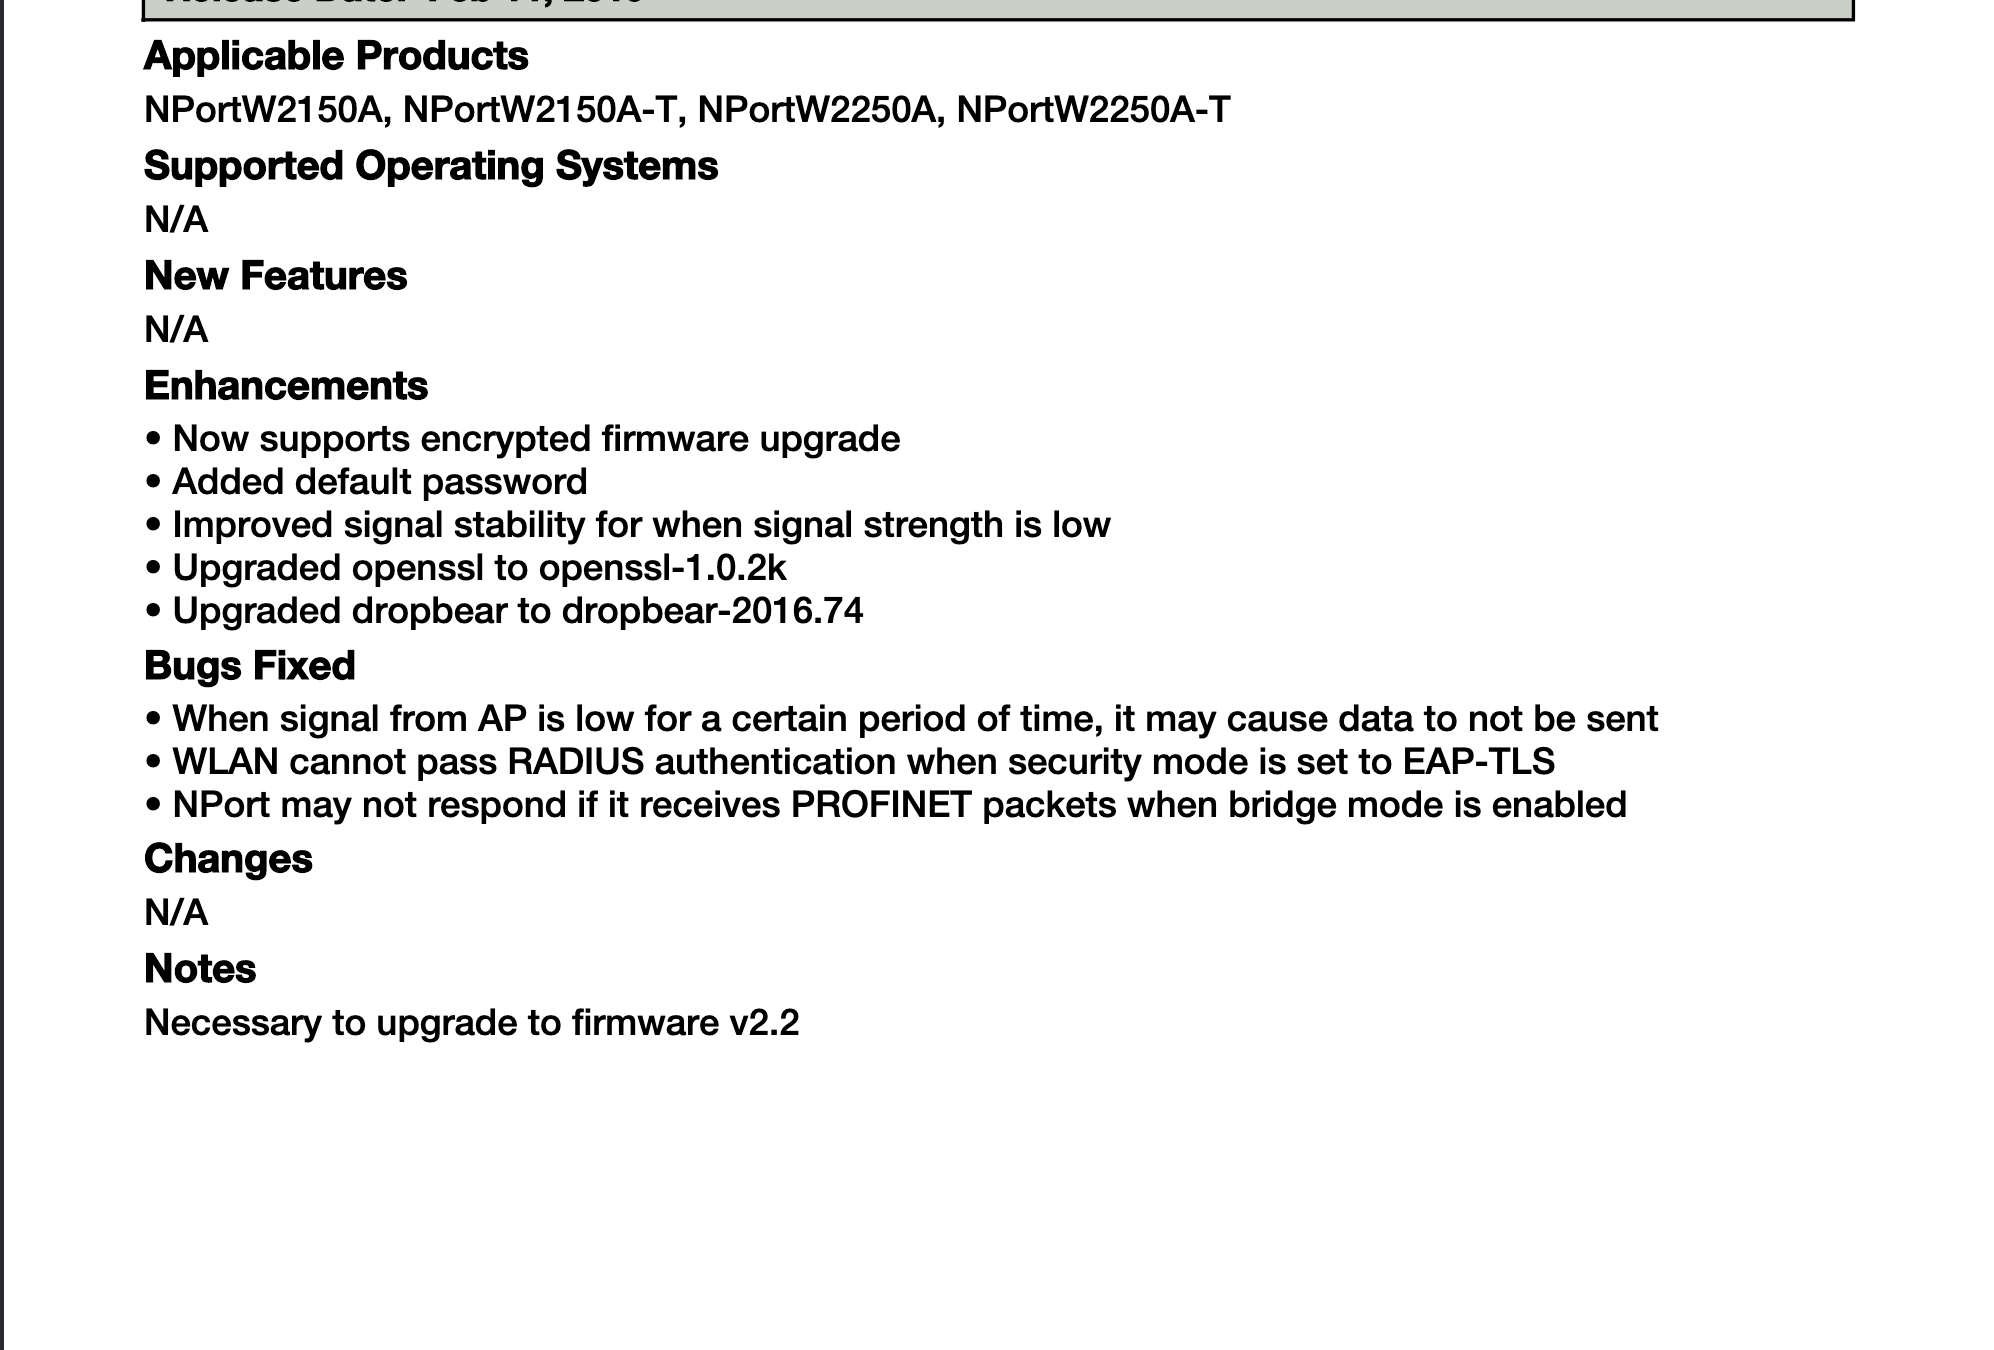 Applicable Products
NPortW2150A, NPortW2150A-T, NPortW2250A, NPortW2250A-T
Supported Operating Systems
N/A
New Features
N/A
Enhancements
• Now supports encrypted firmware upgrade
• Added default password
• Improved signal stability for when signal strength is low
• Upgraded openssl to openssl-1.0.2k
• Upgraded dropbear to dropbear-2016.74
Bugs Fixed
• When signal from AP is low for a certain period of time, it may cause data to not be sent
• WLAN cannot pass RADIUS authentication when security mode is set to EAP-TLS
• NPort may not respond if it receives PROFINET packets when bridge mode is enabled
Changes
N/A
Notes
Necessary to upgrade to firmware v2.2